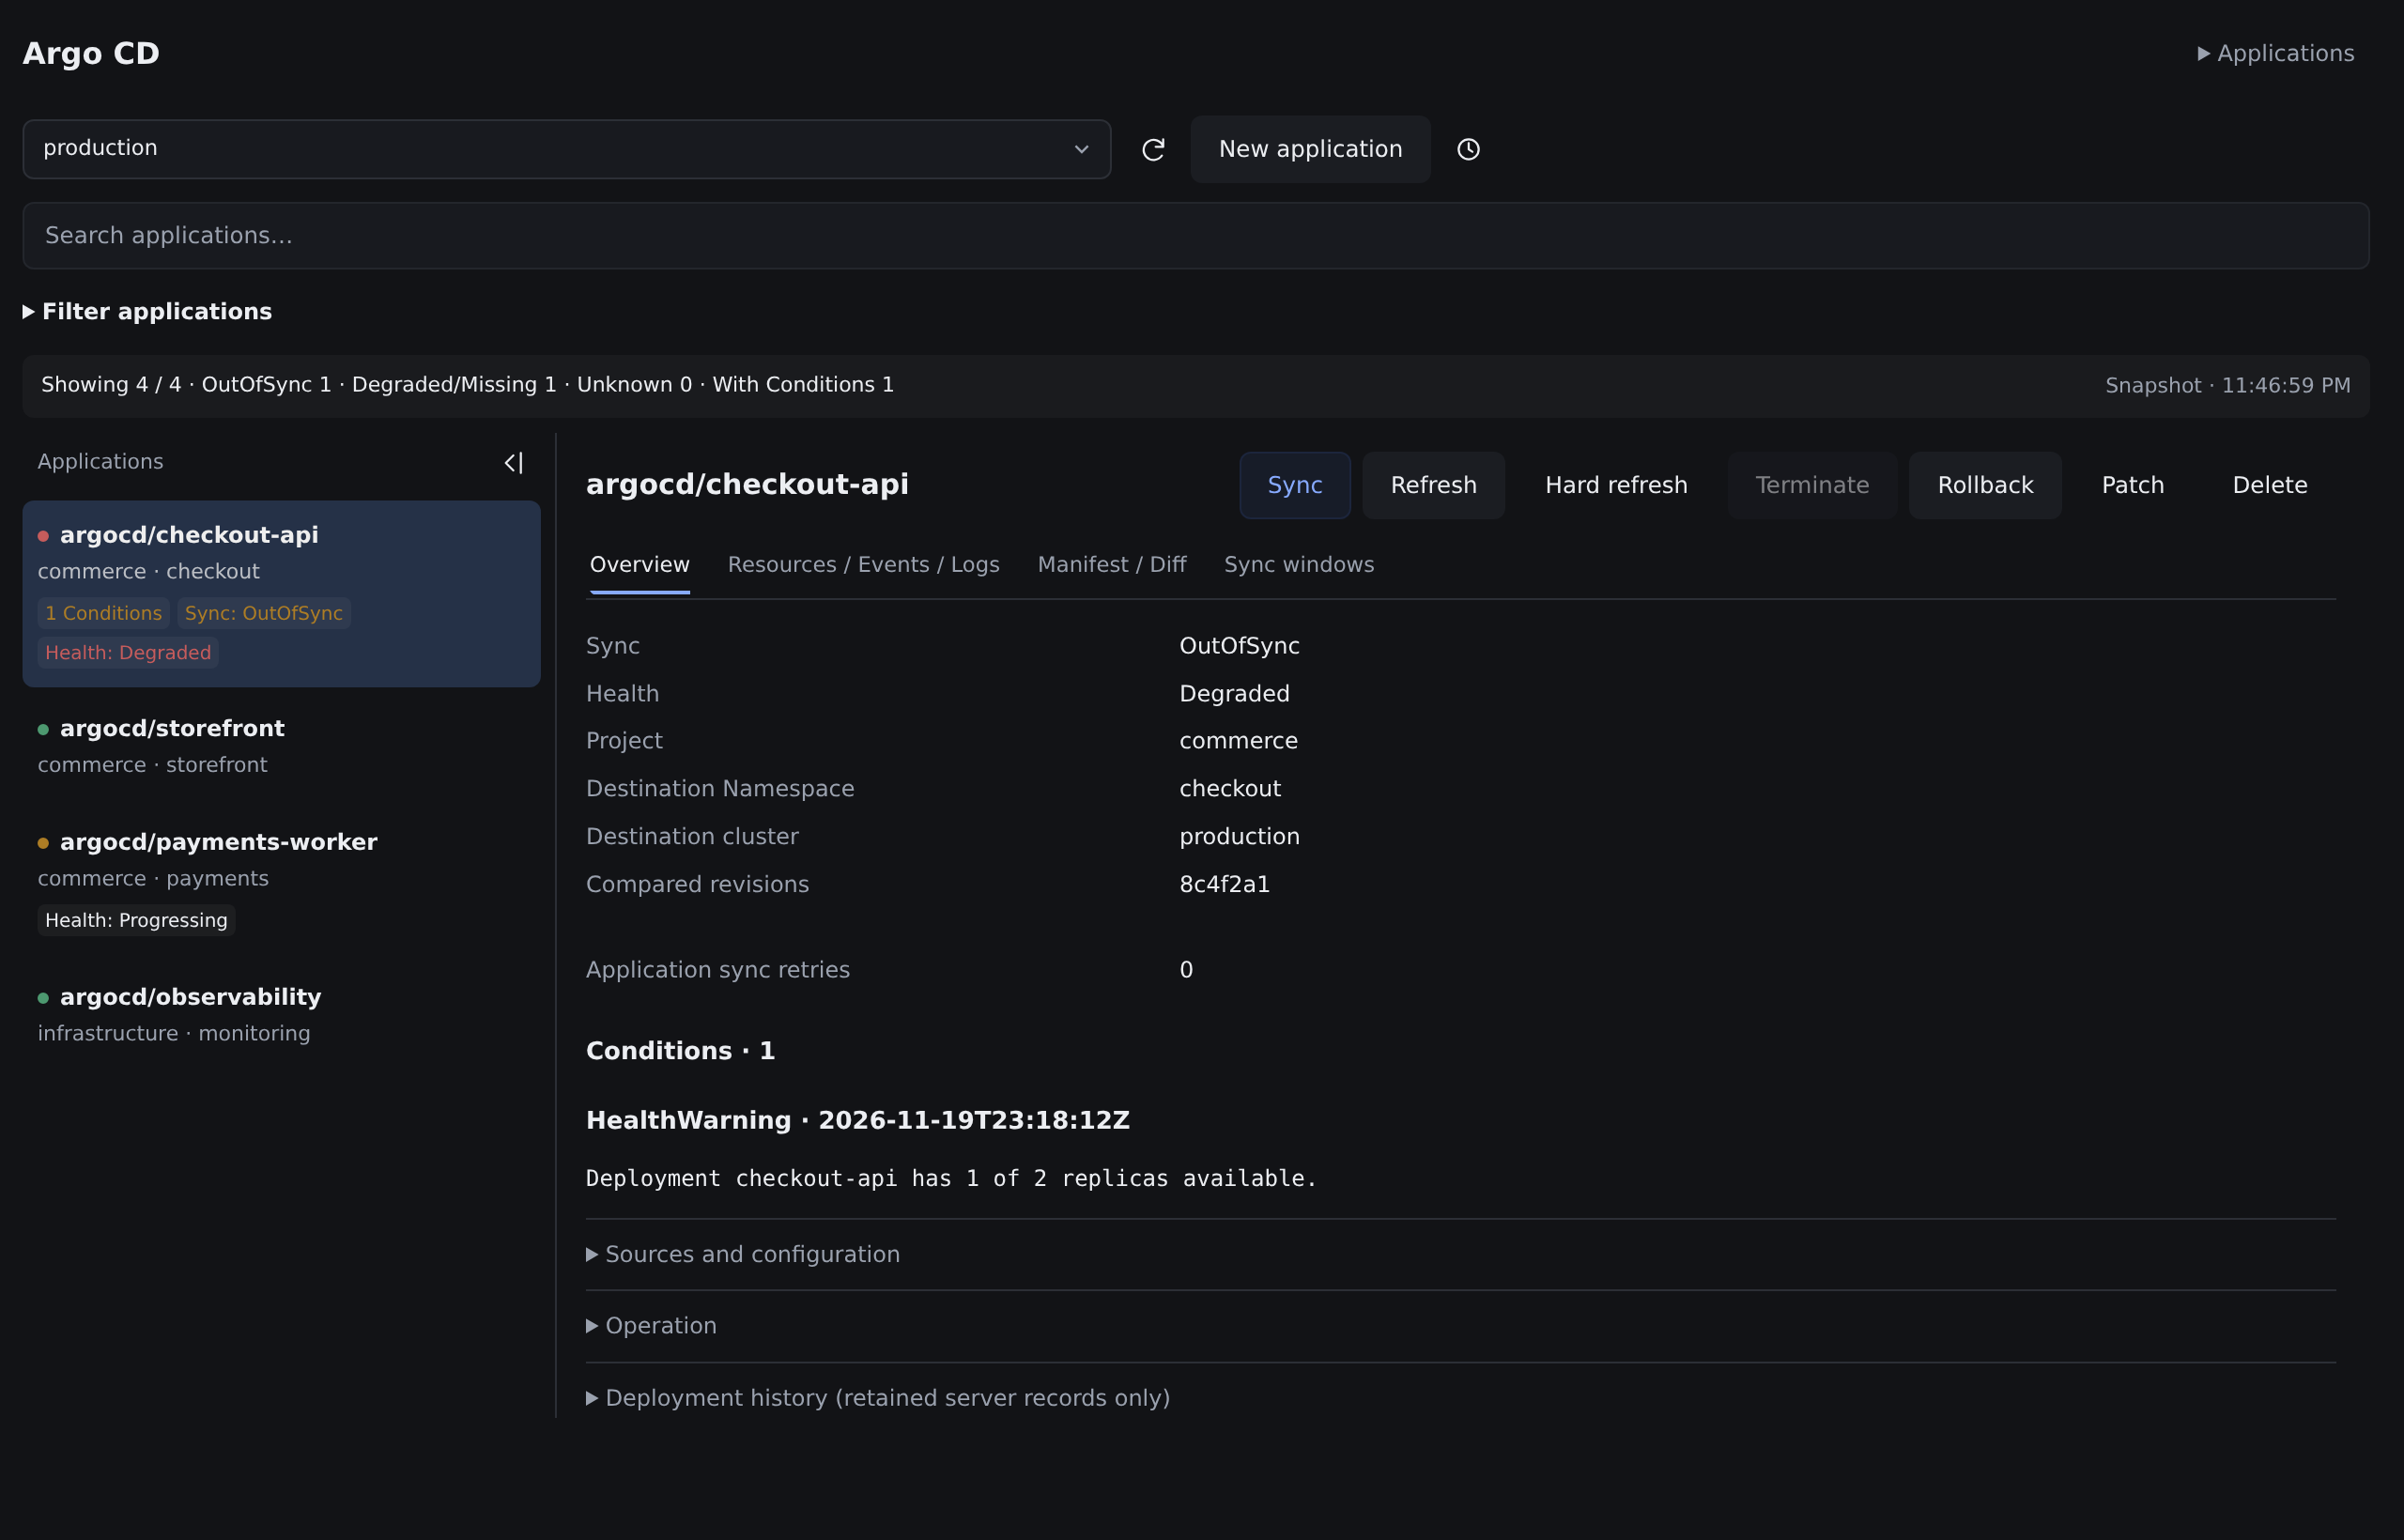 Argo CD
Applications
production
New application
Search applications...
Filter applications
Showing 4 / 4 · OutOfSync 1 · Degraded/Missing 1 · Unknown 0 · With Conditions 1
Snapshot · 11:46:59 PM
Applications
argocd/checkout-api
commerce · checkout
1 Conditions
Sync: OutOfSync
Health: Degraded
argocd/storefront
commerce · storefront
argocd/payments-worker
commerce · payments
Health: Progressing
argocd/observability
infrastructure · monitoring
argocd/checkout-api
Sync
Refresh
Hard refresh
Terminate
Rollback
Patch
Delete
Overview
Resources / Events / Logs
Manifest / Diff
Sync windows
Sync OutOfSync
Health Degraded
Project commerce
Destination Namespace checkout
Destination cluster production
Compared revisions 8c4f2a1
Application sync retries 0
Conditions · 1
HealthWarning · 2026-11-19T23:18:12Z
Deployment checkout-api has 1 of 2 replicas available.
Sources and configuration
Operation
Deployment history (retained server records only)